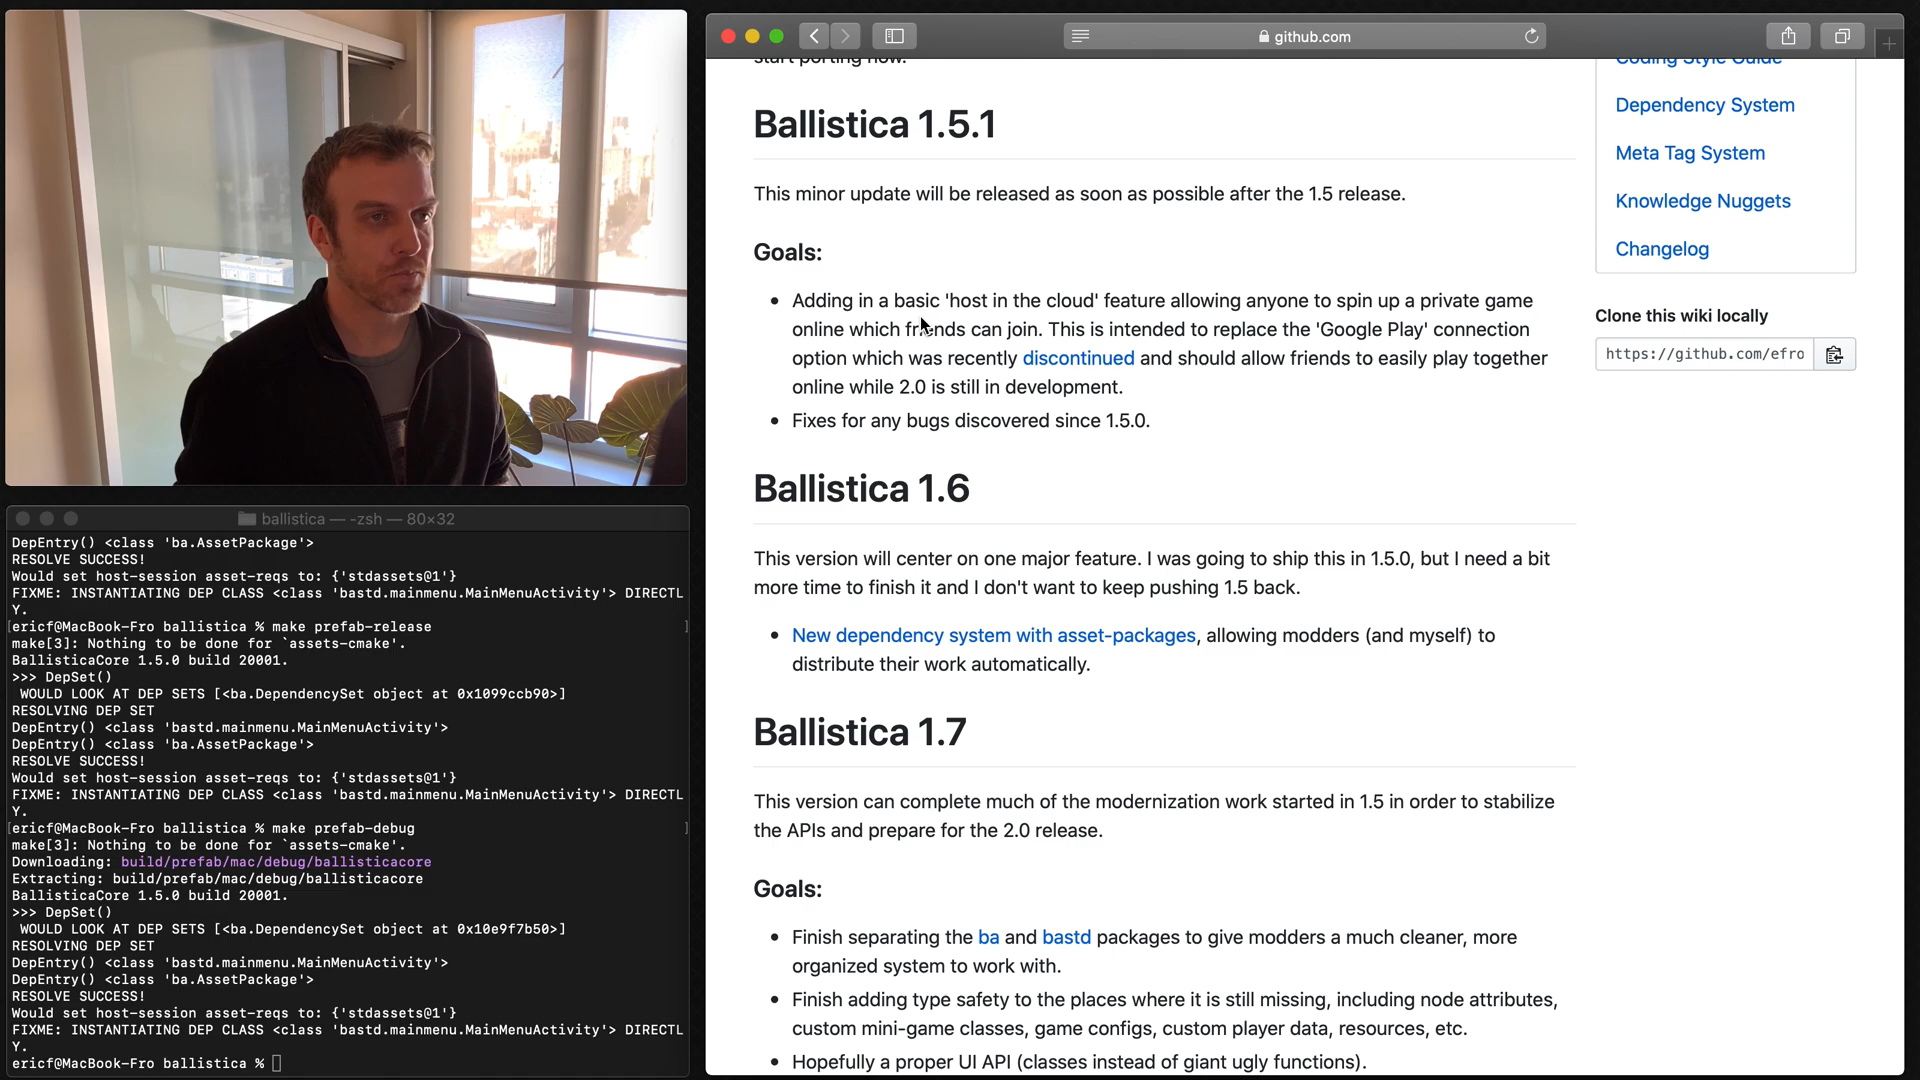 ballistica — -zsh — 80×32
DepEntry() <class 'ba.AssetPackage'>
RESOLVE SUCCESS!
Would set host-session asset-reqs to: {'stdassets@1'}
FIXME: INSTANTIATING DEP CLASS <class 'bastd.mainmenu.MainMenuActivity'> DIRECTL
Y.
[ericf@MacBook-Fro ballistica % make prefab-release ]
make[3]: Nothing to be done for `assets-cmake'.
BallisticaCore 1.5.0 build 20001.
>>> DepSet()
WOULD LOOK AT DEP SETS [<ba.DependencySet object at 0x1099ccb90>]
RESOLVING DEP SET
DepEntry() <class 'bastd.mainmenu.MainMenuActivity'>
DepEntry() <class 'ba.AssetPackage'>
RESOLVE SUCCESS!
Would set host-session asset-reqs to: {'stdassets@1'}
FIXME: INSTANTIATING DEP CLASS <class 'bastd.mainmenu.MainMenuActivity'> DIRECTL
Y.
[ericf@MacBook-Fro ballistica % make prefab-debug ]
make[3]: Nothing to be done for `assets-cmake'.
Downloading: build/prefab/mac/debug/ballisticacore
Extracting: build/prefab/mac/debug/ballisticacore
BallisticaCore 1.5.0 build 20001.
>>> DepSet()
WOULD LOOK AT DEP SETS [<ba.DependencySet object at 0x10e9f7b50>]
RESOLVING DEP SET
DepEntry() <class 'bastd.mainmenu.MainMenuActivity'>
DepEntry() <class 'ba.AssetPackage'>
RESOLVE SUCCESS!
Would set host-session asset-reqs to: {'stdassets@1'}
FIXME: INSTANTIATING DEP CLASS <class 'bastd.mainmenu.MainMenuActivity'> DIRECTL
Y.
ericf@MacBook-Fro ballistica %
github.com
start porting now.
Ballistica 1.5.1
This minor update will be released as soon as possible after the 1.5 release.
Goals:
• Adding in a basic 'host in the cloud' feature allowing anyone to spin up a private game
online which friends can join. This is intended to replace the 'Google Play' connection
option which was recently discontinued and should allow friends to easily play together
online while 2.0 is still in development.
• Fixes for any bugs discovered since 1.5.0.
Ballistica 1.6
This version will center on one major feature. I was going to ship this in 1.5.0, but I need a bit
more time to finish it and I don't want to keep pushing 1.5 back.
• New dependency system with asset-packages, allowing modders (and myself) to
distribute their work automatically.
Ballistica 1.7
This version can complete much of the modernization work started in 1.5 in order to stabilize
the APIs and prepare for the 2.0 release.
Goals:
• Finish separating the ba and bastd packages to give modders a much cleaner, more
organized system to work with.
• Finish adding type safety to the places where it is still missing, including node attributes,
custom mini-game classes, game configs, custom player data, resources, etc.
• Hopefully a proper UI API (classes instead of giant ugly functions).
Coding Style Guide
Dependency System
Meta Tag System
Knowledge Nuggets
Changelog
Clone this wiki locally
https://github.com/efro